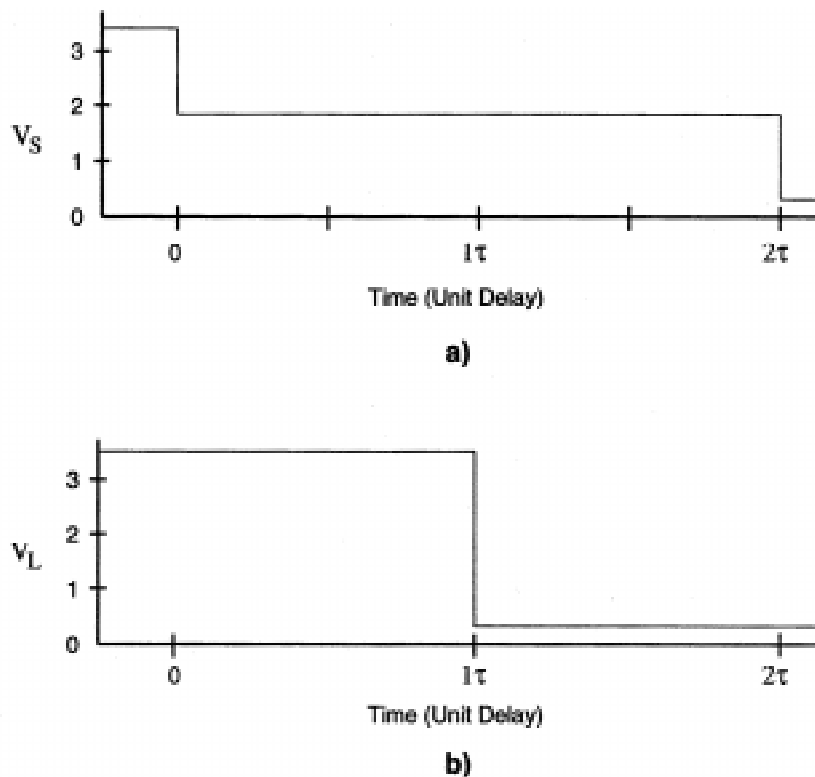 3
2
V_S
1
0
0 1τ 2τ
Time (Unit Delay)
a)
3
2
V_L
1
0
0 1τ 2τ
Time (Unit Delay)
b)